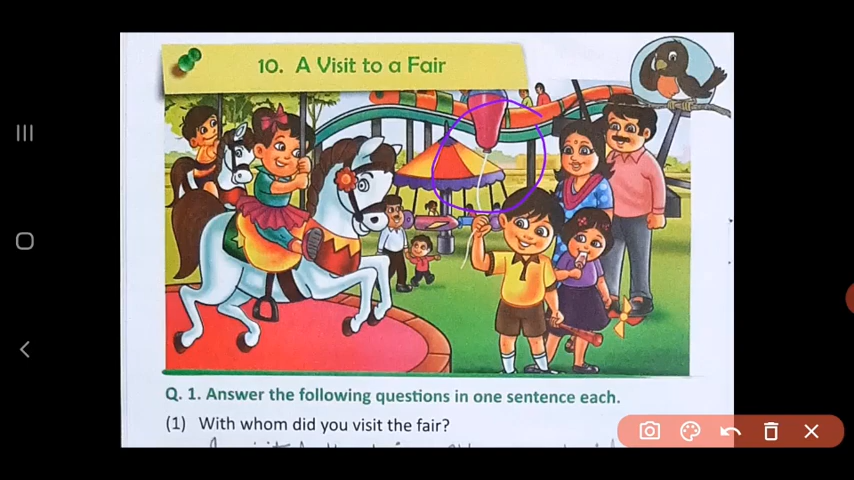 10. A Visit to a Fair
Q. 1. Answer the following questions in one sentence each.
(1) With whom did you visit the fair?